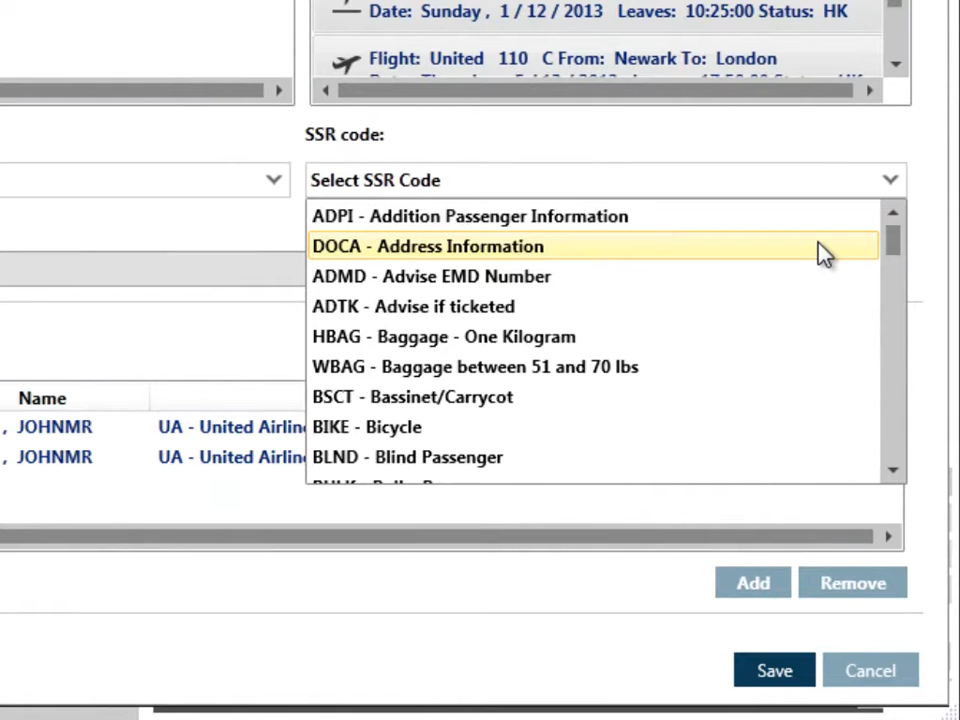 Date: Sunday , 1 / 12 / 2013 Leaves: 10:25:00 Status: HK
Flight: United 110 C From: Newark To: London
SSR code:
Select SSR Code
ADPI - Addition Passenger Information
DOCA - Address Information
ADMD - Advise EMD Number
ADTK - Advise if ticketed
HBAG - Baggage - One Kilogram
WBAG - Baggage between 51 and 70 lbs
BSCT - Bassinet/Carrycot
BIKE - Bicycle
BLND - Blind Passenger
Name
, JOHNMR UA - United Airlin
, JOHNMR UA - United Airlin
Add Remove
Save Cancel